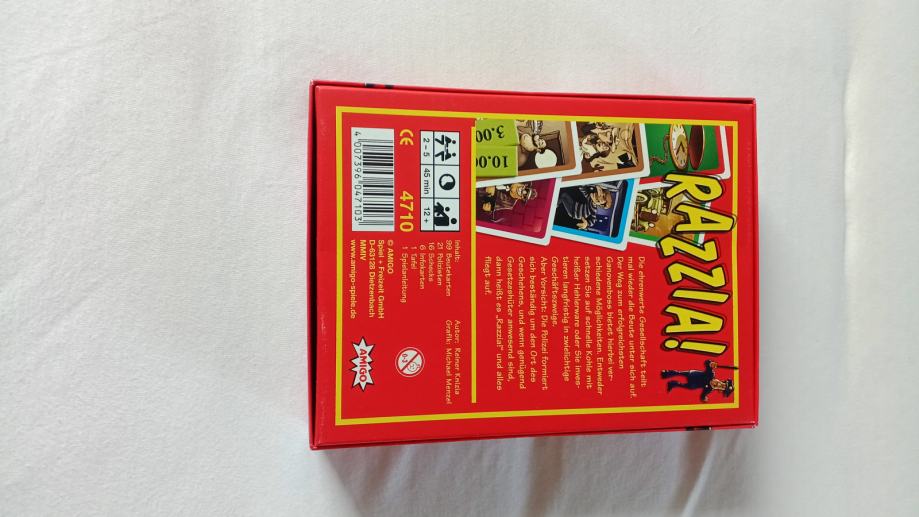 RAZZIA!
3.00
10.00
Die ehrenwerte Gesellschaft teilt
mal wieder die Beute unter sich auf.
Der Weg zum erfolgreichsten
Ganovenboss bietet hierbei ver-
schiedene Möglichkeiten. Entweder
setzen Sie auf schnelle Kohle mit
heißer Hehlerware oder Sie inves-
tieren langfristig in zwielichtige
Geschäftszweige.
Aber Vorsicht: Die Polizei formiert
sich beständig um den Ort des
Geschehens, und wenn genügend
Gesetzeshüter anwesend sind,
dann heißt es „Razzia!“ und alles
fliegt auf.
2 – 5
45 min
12 +
CE
4710
4 007396 047103
Inhalt:
99 Beutekarten
21 Polizisten
16 Schecks
6 Infokarten
1 Tafel
1 Spielanleitung
Autor: Reiner Knizia
Grafik: Michael Menzel
0-3
© AMIGO
Spiel + Freizeit GmbH
D-63128 Dietzenbach
MMIV
www.amigo-spiele.de
AMIGO